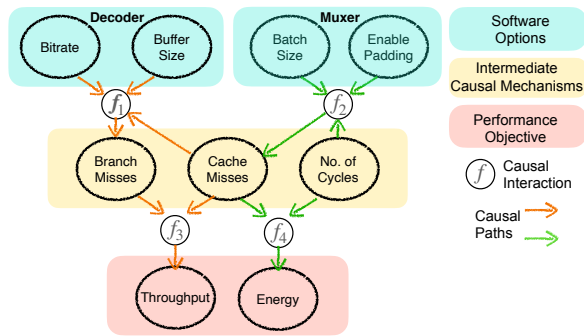 Decoder
Muxer
Bitrate
Buffer
Size
Batch
Size
Enable
Padding
Software
Options
f1
f2
Intermediate
Causal Mechanisms
Branch
Misses
Cache
Misses
No. of
Cycles
Performance
Objective
f
Causal
Interaction
f3
f4
Causal
Paths
Throughput
Energy